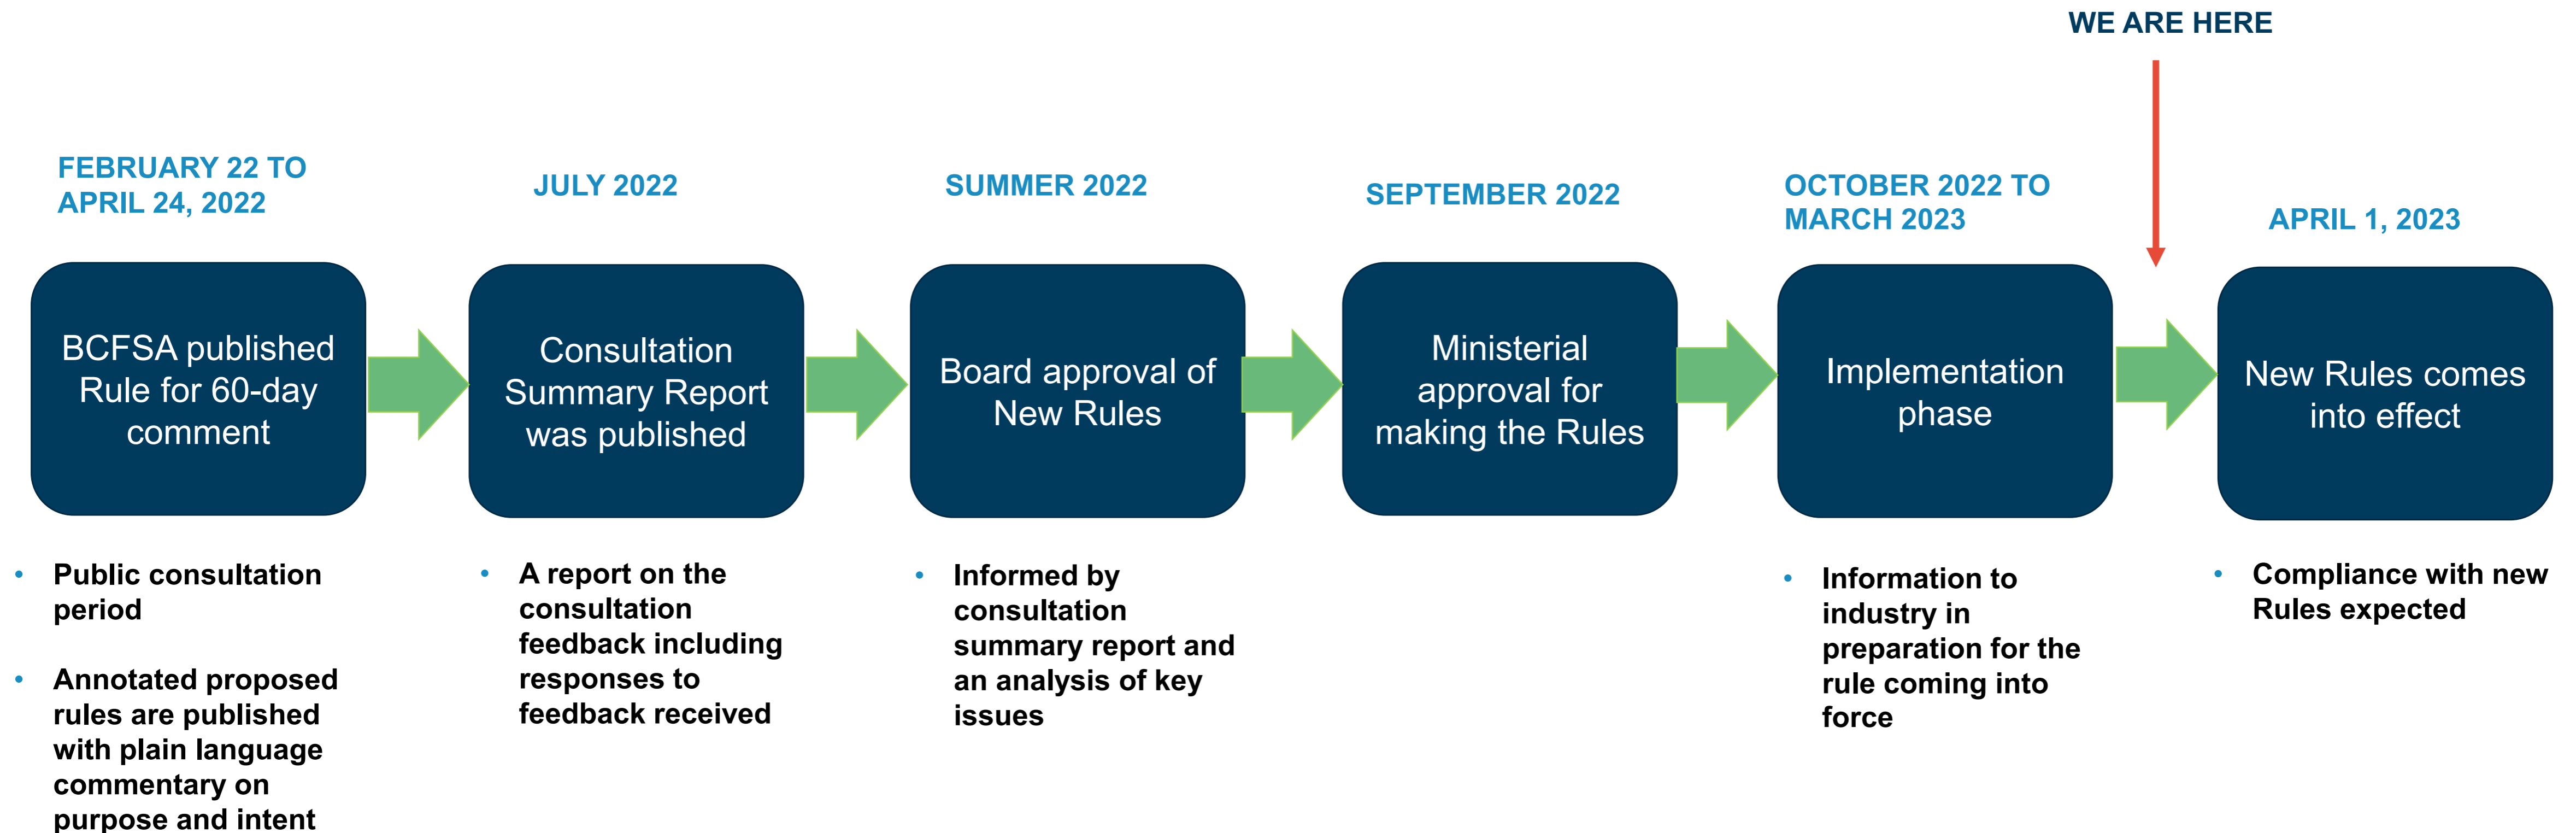 WE ARE HERE
FEBRUARY 22 TO
APRIL 24, 2022
JULY 2022
SUMMER 2022
SEPTEMBER 2022
OCTOBER 2022 TO
MARCH 2023
APRIL 1, 2023
BCFSA published
Rule for 60-day
comment
Consultation
Summary Report
was published
Board approval of
New Rules
Ministerial
approval for
making the Rules
Implementation
phase
New Rules comes
into effect
• Public consultation
period
• Annotated proposed
rules are published
with plain language
commentary on
purpose and intent
• A report on the
consultation
feedback including
responses to
feedback received
• Informed by
consultation
summary report and
an analysis of key
issues
• Information to
industry in
preparation for the
rule coming into
force
• Compliance with new
Rules expected